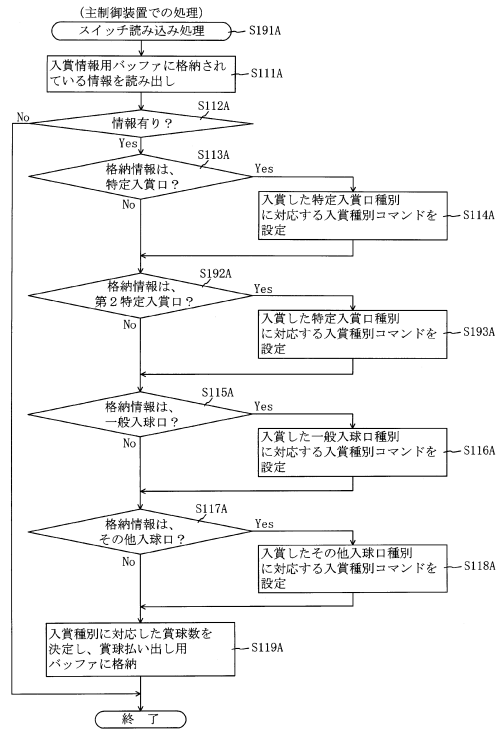 (主制御装置での処理)
スイッチ読み込み処理
S191A
入賞情報用バッファに格納され
ている情報を読み出し
S111A
S112A
情報有り?
No
Yes
S113A
格納情報は、
特定入賞口?
Yes
No
入賞した特定入賞口種別
に対応する入賞種別コマンドを
設定
S114A
S192A
格納情報は、
第2特定入賞口?
Yes
No
入賞した特定入賞口種別
に対応する入賞種別コマンドを
設定
S193A
S115A
格納情報は、
一般入球口?
Yes
No
入賞した一般入球口種別
に対応する入賞種別コマンドを
設定
S116A
S117A
格納情報は、
その他入球口?
Yes
No
入賞したその他入球口種別
に対応する入賞種別コマンドを
設定
S118A
入賞種別に対応した賞球数を
決定し、賞球払い出し用
バッファに格納
S119A
終 了